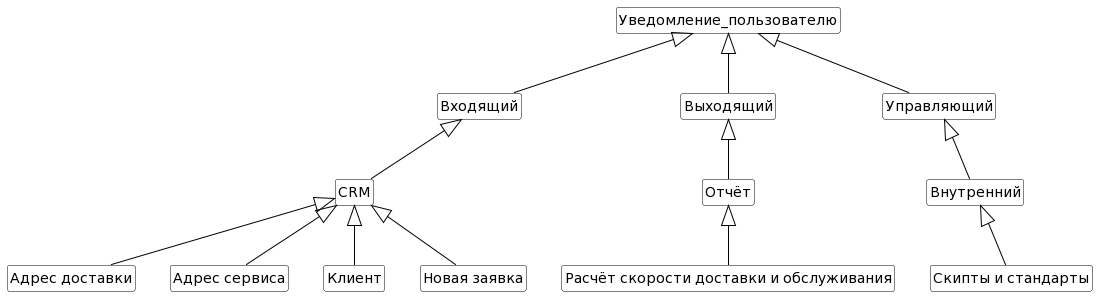 Уведомление_пользователю
Входящий
Выходящий
Управляющий
CRM
Отчёт
Внутренний
Адрес доставки
Адрес сервиса
Клиент
Новая заявка
Расчёт скорости доставки и обслуживания
Скипты и стандарты